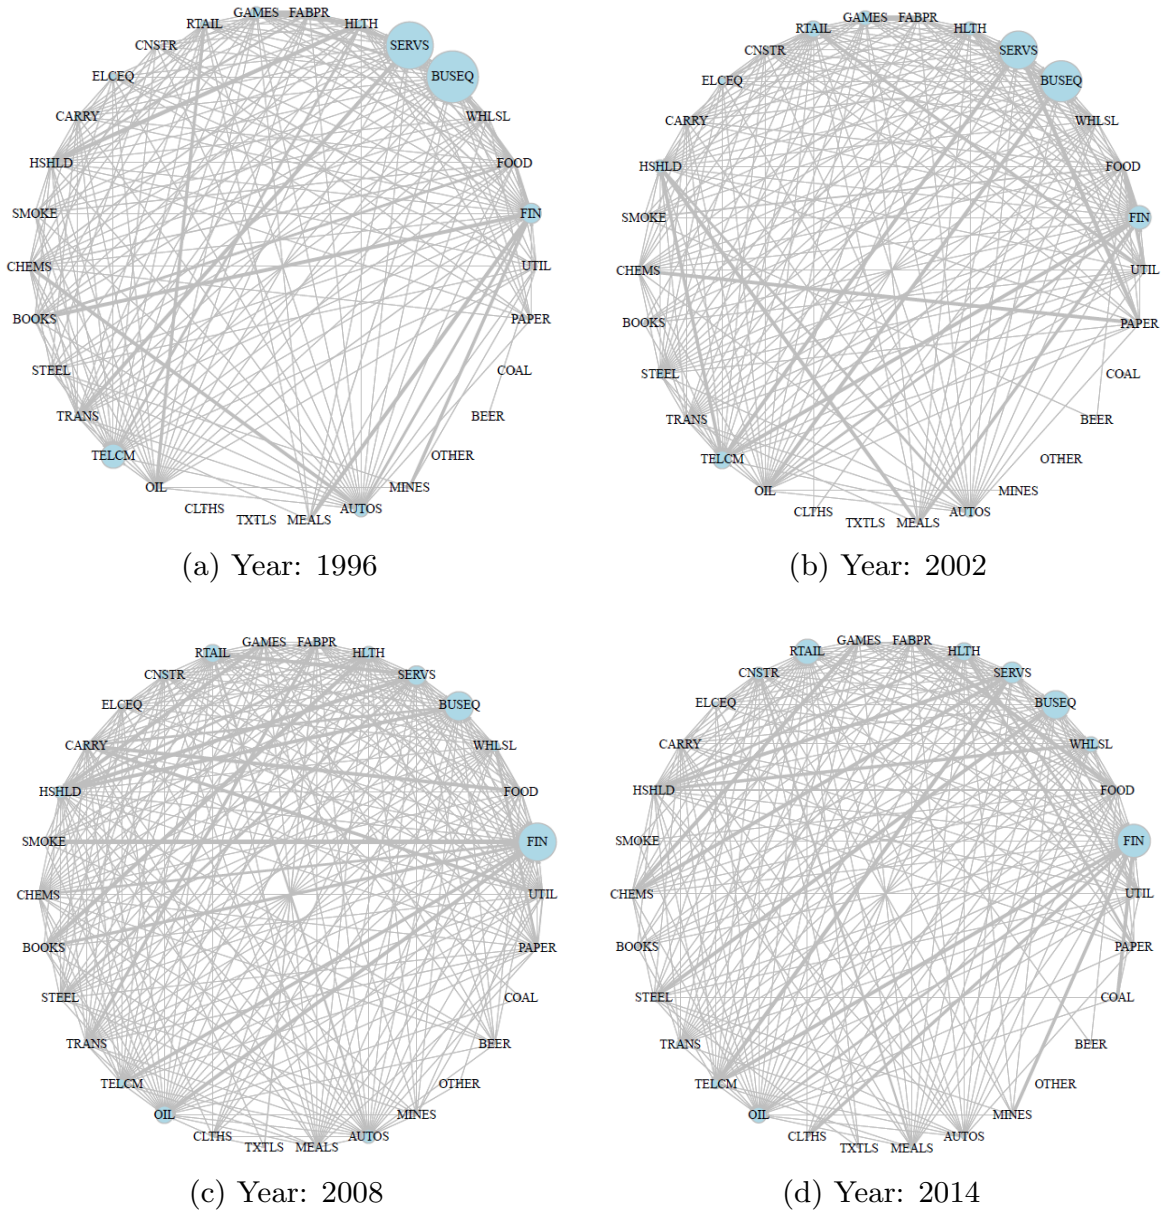 GAMES FABPR
RTAIL HLTH
CNSTR SERVS
ELCEQ BUSEQ
CARRY WHLSL
HSHLD FOOD
SMOKE FIN
CHEMS UTIL
BOOKS PAPER
STEEL COAL
TRANS BEER
TELCM OTHER
OIL MINES
CLTHS AUTOS
TXTLS MEALS
(a) Year: 1996
GAMES FABPR
RTAIL HLTH
CNSTR SERVS
ELCEQ BUSEQ
CARRY WHLSL
HSHLD FOOD
SMOKE FIN
CHEMS UTIL
BOOKS PAPER
STEEL COAL
TRANS BEER
TELCM OTHER
OIL MINES
CLTHS AUTOS
TXTLS MEALS
(b) Year: 2002
GAMES FABPR
RTAIL HLTH
CNSTR SERVS
ELCEQ BUSEQ
CARRY WHLSL
HSHLD FOOD
SMOKE FIN
CHEMS UTIL
BOOKS PAPER
STEEL COAL
TRANS BEER
TELCM OTHER
OIL MINES
CLTHS AUTOS
TXTLS MEALS
(c) Year: 2008
GAMES FABPR
RTAIL HLTH
CNSTR SERVS
ELCEQ BUSEQ
CARRY WHLSL
HSHLD FOOD
SMOKE FIN
CHEMS UTIL
BOOKS PAPER
STEEL COAL
TRANS BEER
TELCM OTHER
OIL MINES
CLTHS AUTOS
TXTLS MEALS
(d) Year: 2014